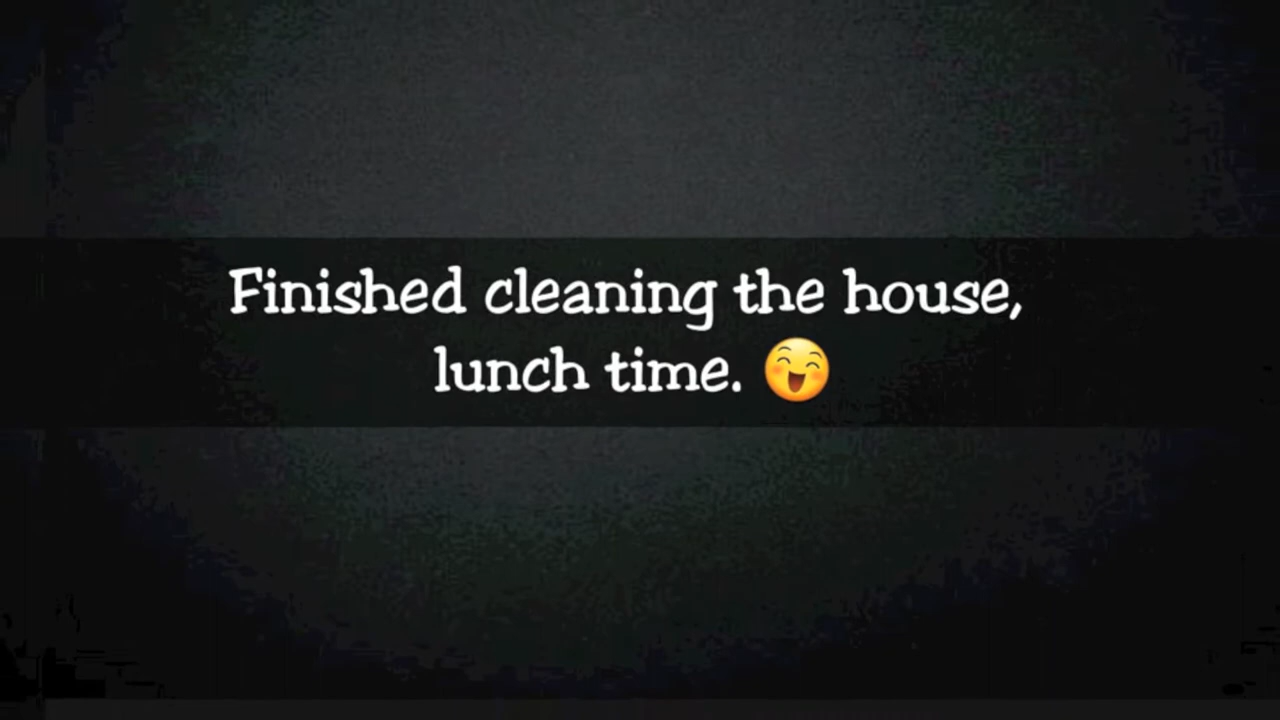 Finished cleaning the house,
lunch time. 😄